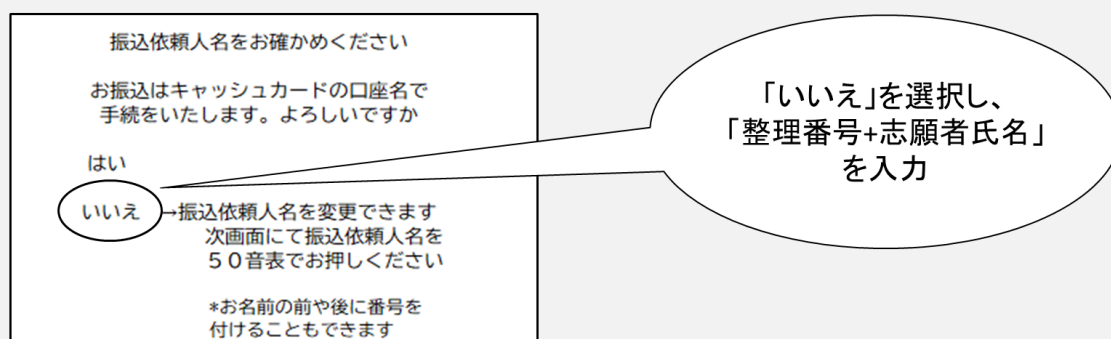 振込依頼人名をお確かめください
お振込はキャッシュカードの口座名で
手続をいたします。よろしいですか
はい
いいえ→振込依頼人名を変更できます
次画面にて振込依頼人名を
５０音表でお押しください
*お名前の前や後に番号を
付けることもできます
「いいえ」を選択し、
「整理番号+志願者氏名」
を入力